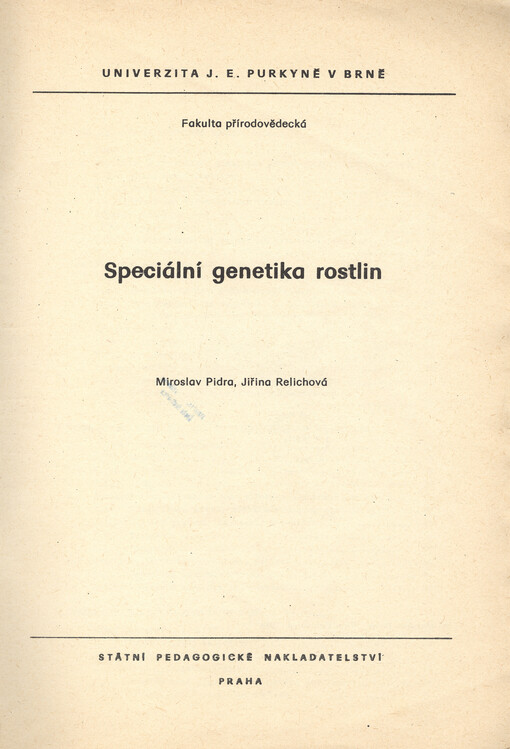 UNIVERZITA J. E. PURKYNĚ V BRNĚ
Fakulta přírodovědecká
Speciální genetika rostlin
Miroslav Pidra, Jiřina Relichová
STÁTNÍ PEDAGOGICKÉ NAKLADATELSTVÍ
PRAHA